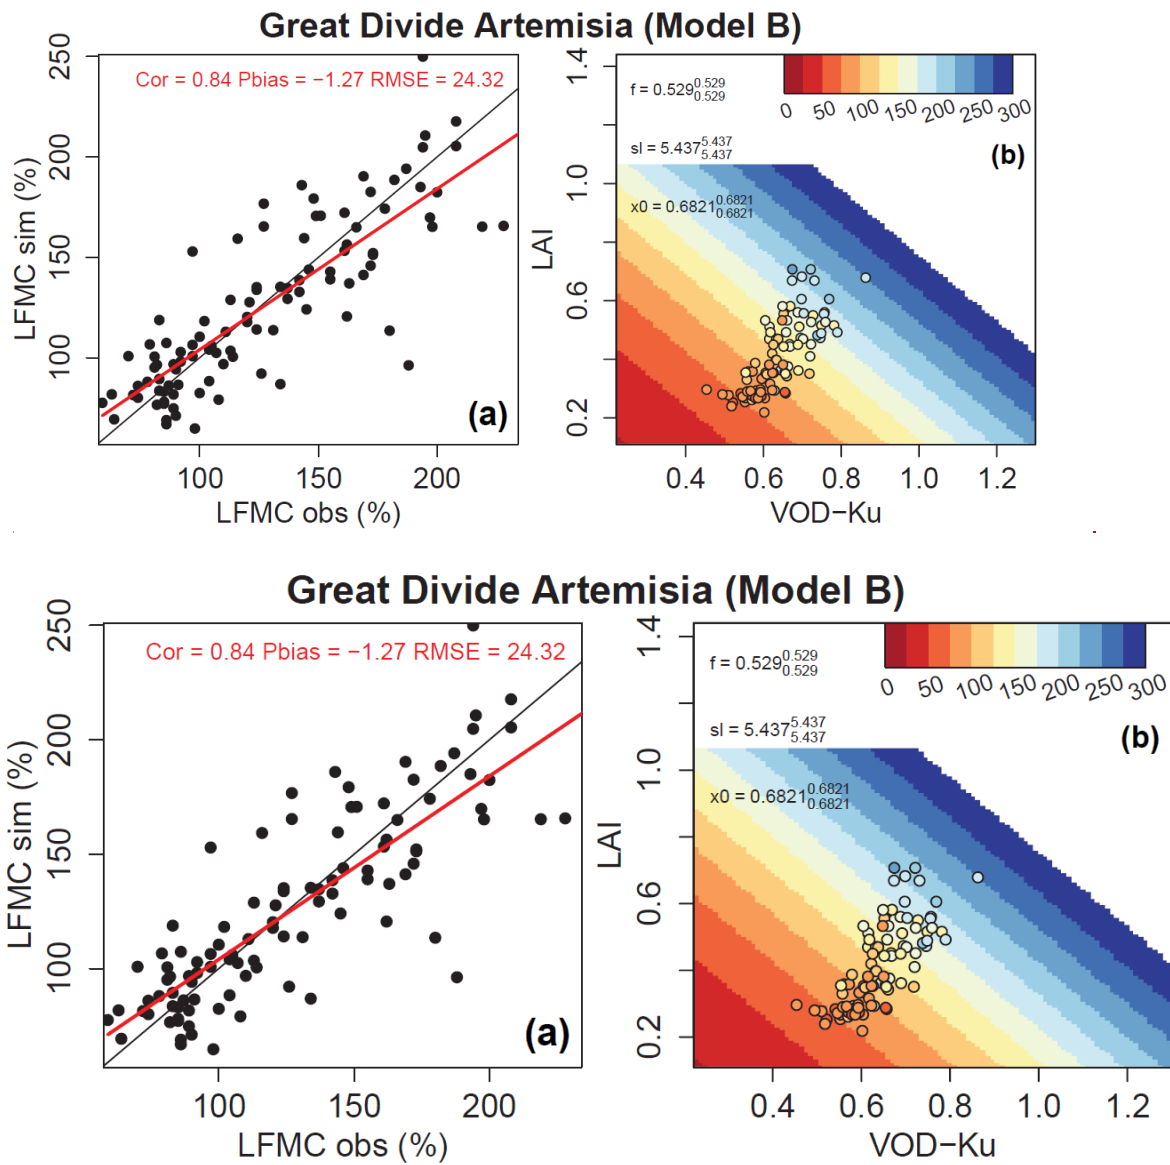 Great Divide Artemisia (Model B)
Cor = 0.84 Pbias = −1.27 RMSE = 24.32
LFMC sim (%)
250
200
150
100
(a)
100 150 200
LFMC obs (%)
f = 0.529 0.529 0.529
sl = 5.437 5.437 5.437
x0 = 0.6821 0.6821 0.6821
0 50 100 150 200 250 300
(b)
LAI
1.4
1.0
0.6
0.2
0.4 0.6 0.8 1.0 1.2
VOD−Ku
Great Divide Artemisia (Model B)
Cor = 0.84 Pbias = −1.27 RMSE = 24.32
LFMC sim (%)
250
200
150
100
(a)
100 150 200
LFMC obs (%)
f = 0.529 0.529 0.529
sl = 5.437 5.437 5.437
x0 = 0.6821 0.6821 0.6821
0 50 100 150 200 250 300
(b)
LAI
1.4
1.0
0.6
0.2
0.4 0.6 0.8 1.0 1.2
VOD−Ku